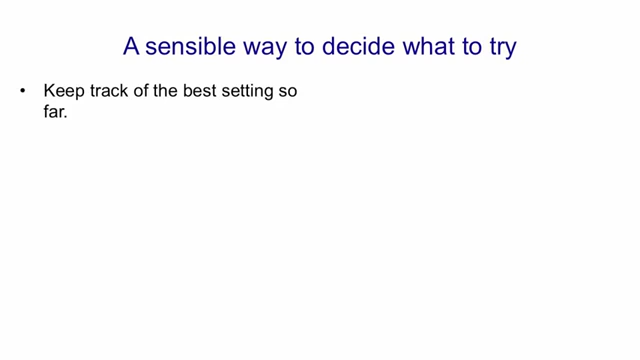 A sensible way to decide what to try
• Keep track of the best setting so
far.